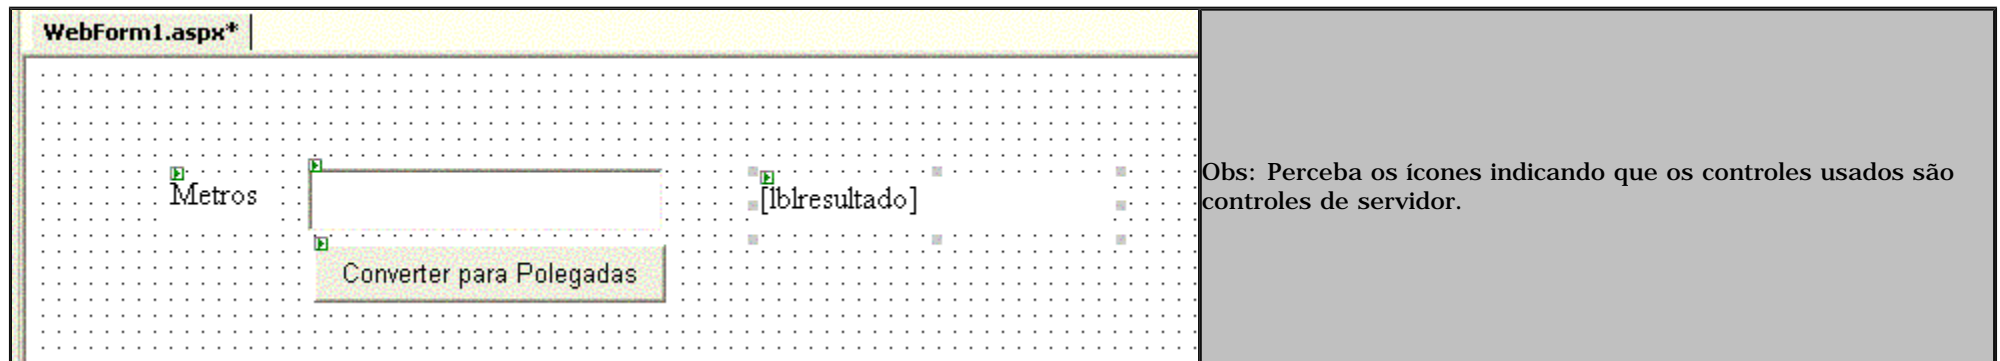 WebForm1.aspx*
Metros
[lblresultado]
Converter para Polegadas
Obs: Perceba os ícones indicando que os controles usados são
controles de servidor.